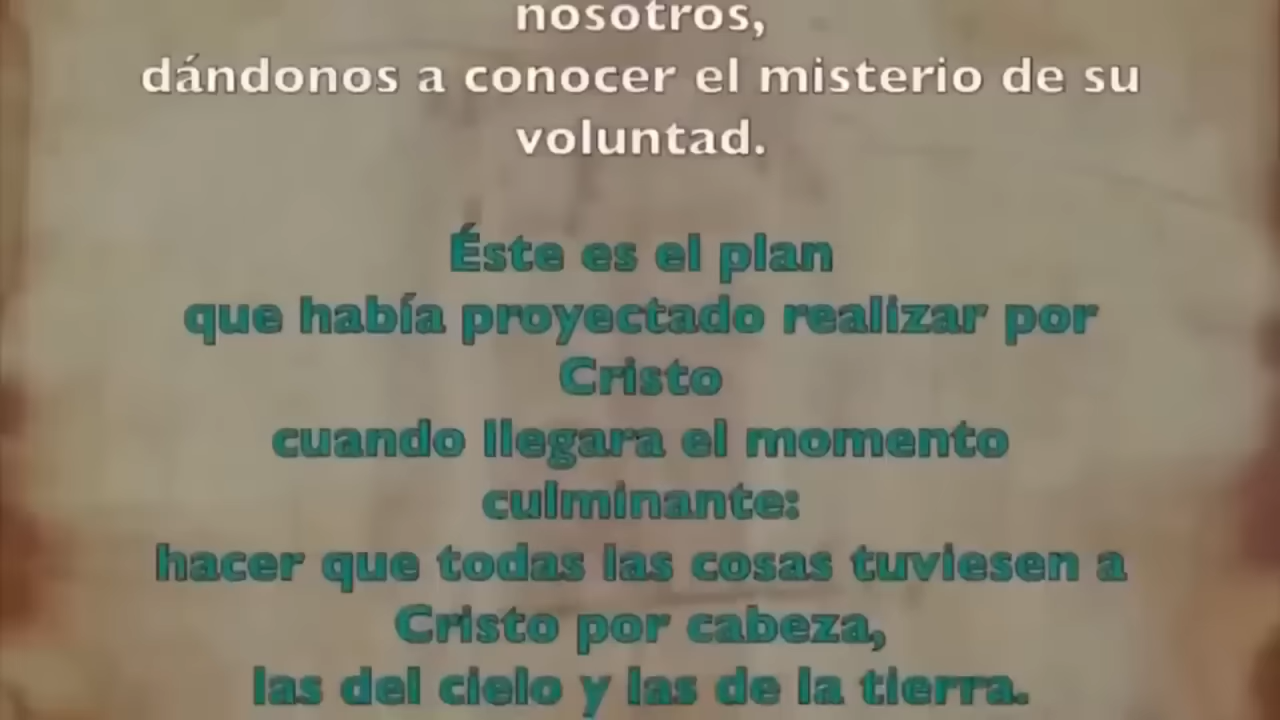 nosotros,
dándonos a conocer el misterio de su
voluntad.
Éste es el plan
que había proyectado realizar por
Cristo
cuando llegara el momento
culminante:
hacer que todas las cosas tuviesen a
Cristo por cabeza,
las del cielo y las de la tierra.